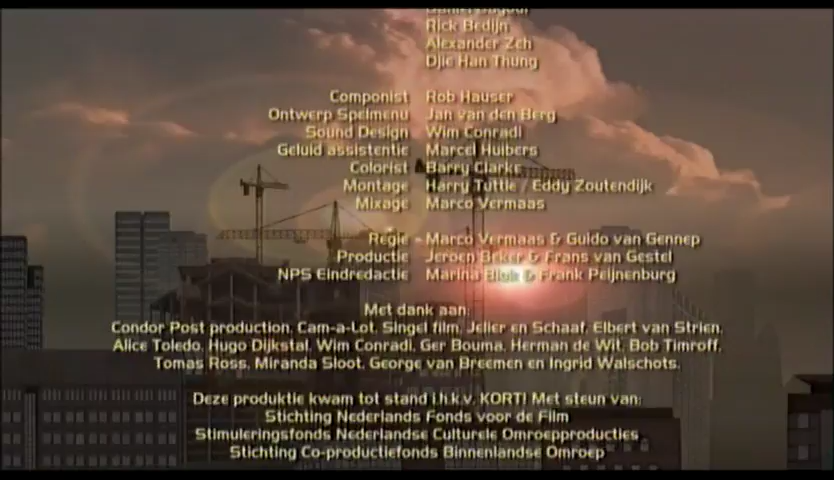 Rick Bedijn
Alexander Zeh
Djie Han Thung
Componist Rob Hauser
Ontwerp Spelmenu Jan van den Berg
Sound Design Wim Conradi
Geluid assistentie Marcel Huibers
Colorist Barry Clarks
Montage Harry Tuttle / Eddy Zoutendijk
Mixage Marco Vermaas
Regie - Marco Vermaas & Guido van Gennep
Productie Jeroen Beker & Frans van Gestel
NPS Eindredactie Marina Blok & Frank Peijnenburg
Met dank aan:
Condor Post production, Cam-a-Lot, Singel film, Jelier en Schaaf, Elbert van Strien,
Alice Toledo, Hugo Dijkstal, Wim Conradi, Ger Bouma, Herman de Wit, Bob Timroff,
Tomas Ross, Miranda Sloot, George van Breemen en Ingrid Walschots.
Deze produktie kwam tot stand i.h.k.v. KORT! Met steun van:
Stichting Nederlands Fonds voor de Film
Stimuleringsfonds Nederlandse Culturele Omroepproducties
Stichting Co-productiefonds Binnenlandse Omroep